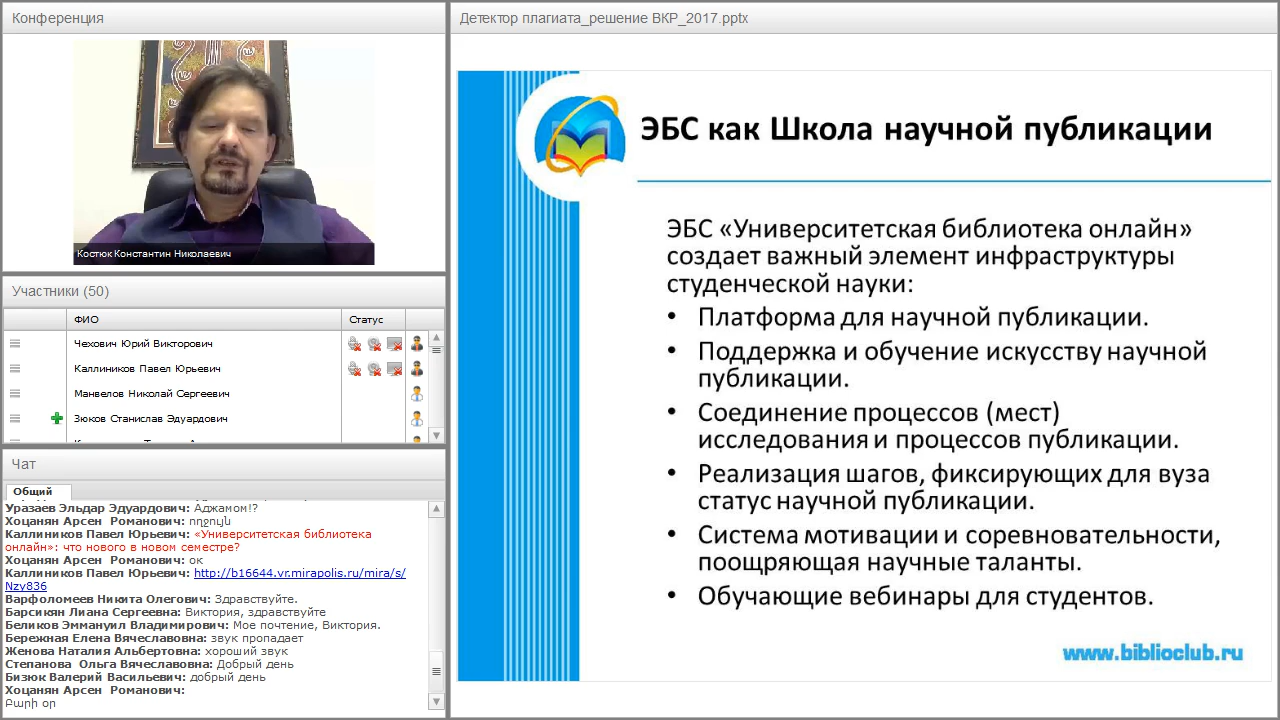 Конференция
Костюк Константин Николаевич
Участники (50)
ФИО
Статус
Чехович Юрий Викторович
Каллиников Павел Юрьевич
Манвелов Николай Сергеевич
Зюков Станислав Эдуардович
Чат
Общий
Уразаев Эльдар Эдуардович: Аджамом!?
Хоцанян Арсен Романович: ողջույն
Каллиников Павел Юрьевич: «Университетская библиотека
онлайн»: что нового в новом семестре?
Хоцанян Арсен Романович: ок
Каллиников Павел Юрьевич: http://b16644.vr.mirapolis.ru/mira/s/
Nzy836
Варфоломеев Никита Олегович: Здравствуйте.
Барсикян Лиана Сергеевна: Виктория, здравствуйте
Беликов Эммануил Владимирович: Мое почтение, Виктория.
Бережная Елена Вячеславовна: звук пропадает
Женова Наталия Альбертовна: хороший звук
Степанова Ольга Вячеславовна: Добрый день
Бизюк Валерий Васильевич: добрый день
Хоцанян Арсен Романович:
Բարի օր
Детектор плагиата_решение ВКР_2017.pptx
ЭБС как Школа научной публикации
ЭБС «Университетская библиотека онлайн»
создает важный элемент инфраструктуры
студенческой науки:
• Платформа для научной публикации.
• Поддержка и обучение искусству научной
публикации.
• Соединение процессов (мест)
исследования и процессов публикации.
• Реализация шагов, фиксирующих для вуза
статус научной публикации.
• Система мотивации и соревновательности,
поощряющая научные таланты.
• Обучающие вебинары для студентов.
www.biblioclub.ru